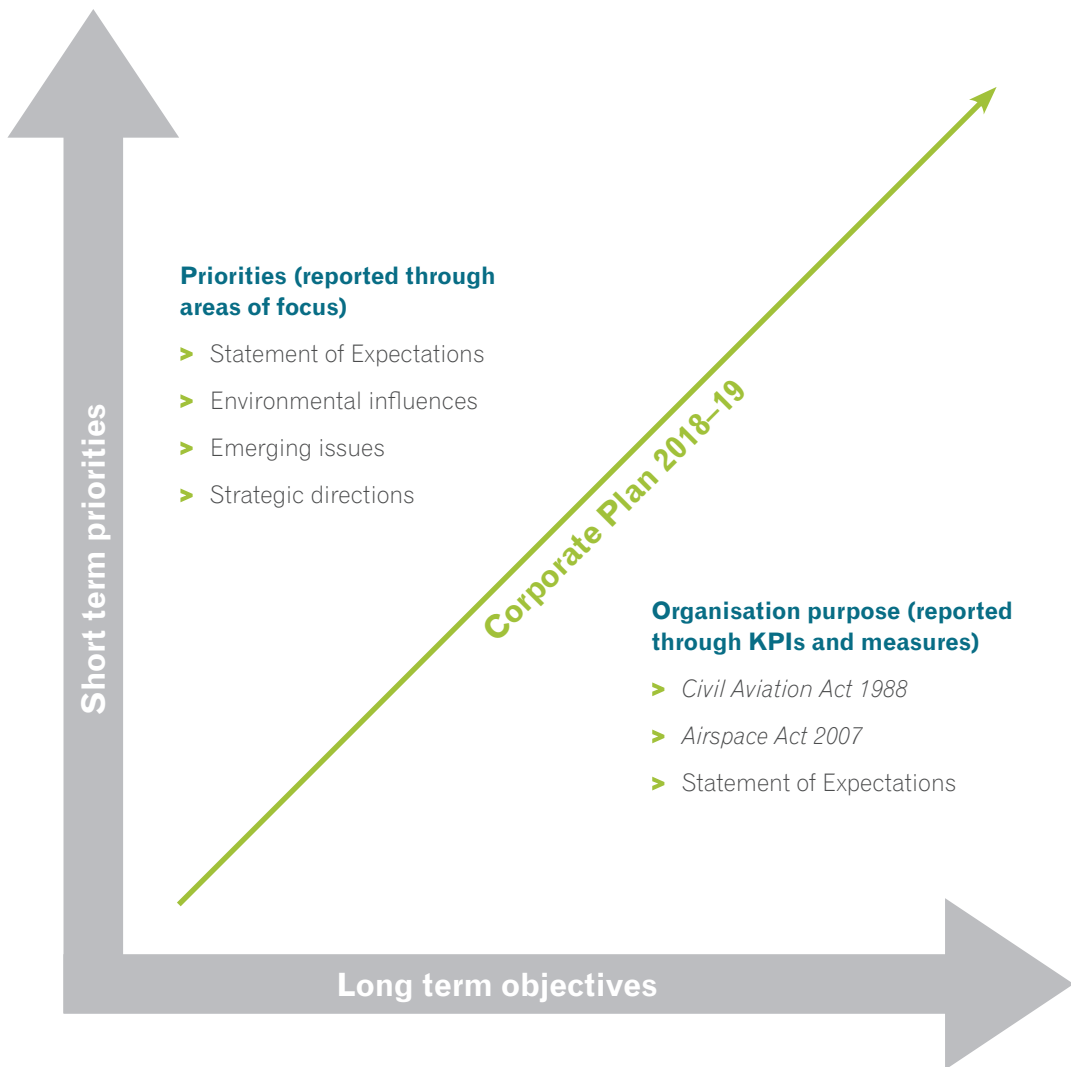 Priorities (reported through
areas of focus)
> Statement of Expectations
> Environmental influences
> Emerging issues
> Strategic directions
Short term priorities
Corporate Plan 2018–19
Organisation purpose (reported
through KPIs and measures)
> Civil Aviation Act 1988
> Airspace Act 2007
> Statement of Expectations
Long term objectives